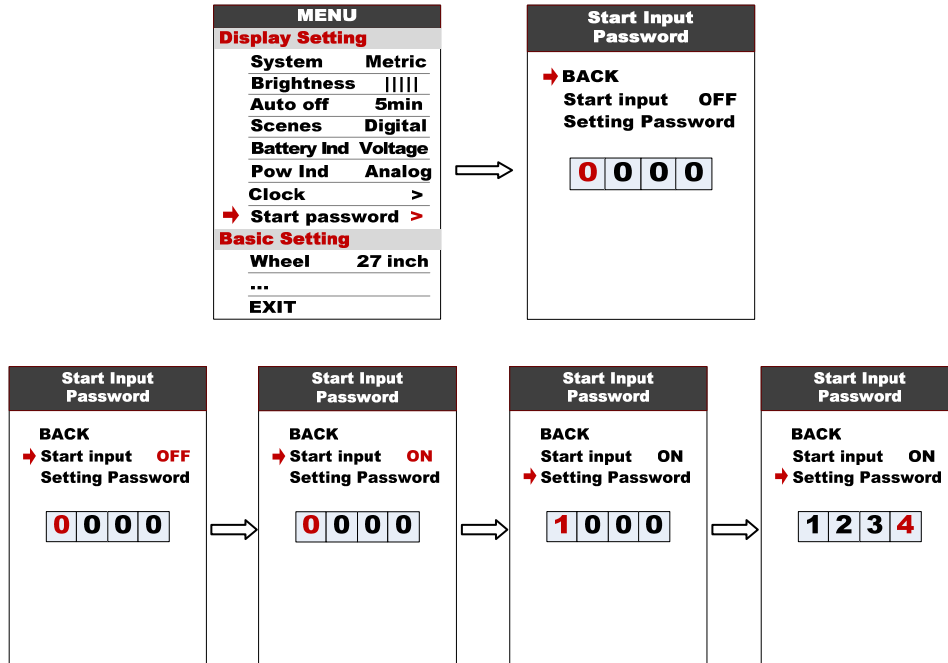 MENU
Display Setting
System Metric
Brightness |||||
Auto off 5min
Scenes Digital
Battery Ind Voltage
Pow Ind Analog
Clock >
Start password >
Basic Setting
Wheel 27 inch
...
EXIT
Start Input
Password
BACK
Start input OFF
Setting Password
0 0 0 0
Start Input
Password
BACK
Start input OFF
Setting Password
0 0 0 0
Start Input
Password
BACK
Start input ON
Setting Password
0 0 0 0
Start Input
Password
BACK
Start input ON
Setting Password
1 0 0 0
Start Input
Password
BACK
Start input ON
Setting Password
1 2 3 4